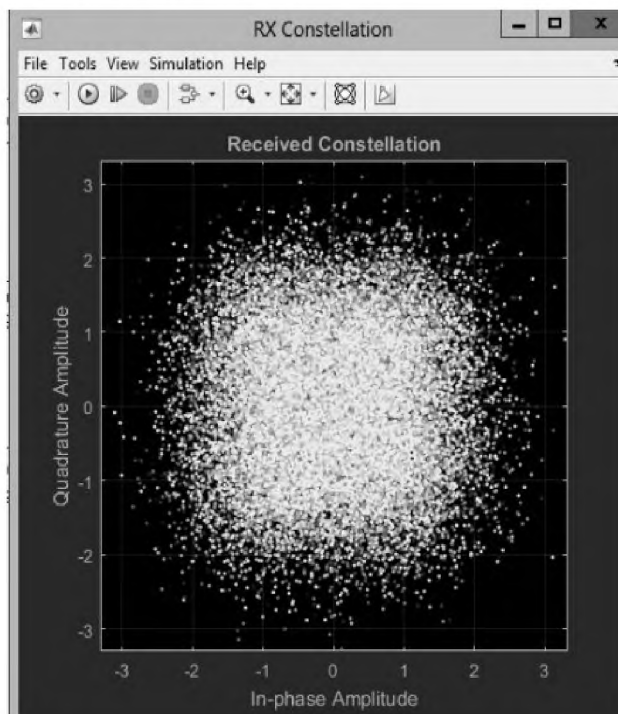 RX Constellation
File Tools View Simulation Help
Received Constellation
3
2
1
0
-1
-2
-3
Quadrature Amplitude
-3 -2 -1 0 1 2 3
In-phase Amplitude